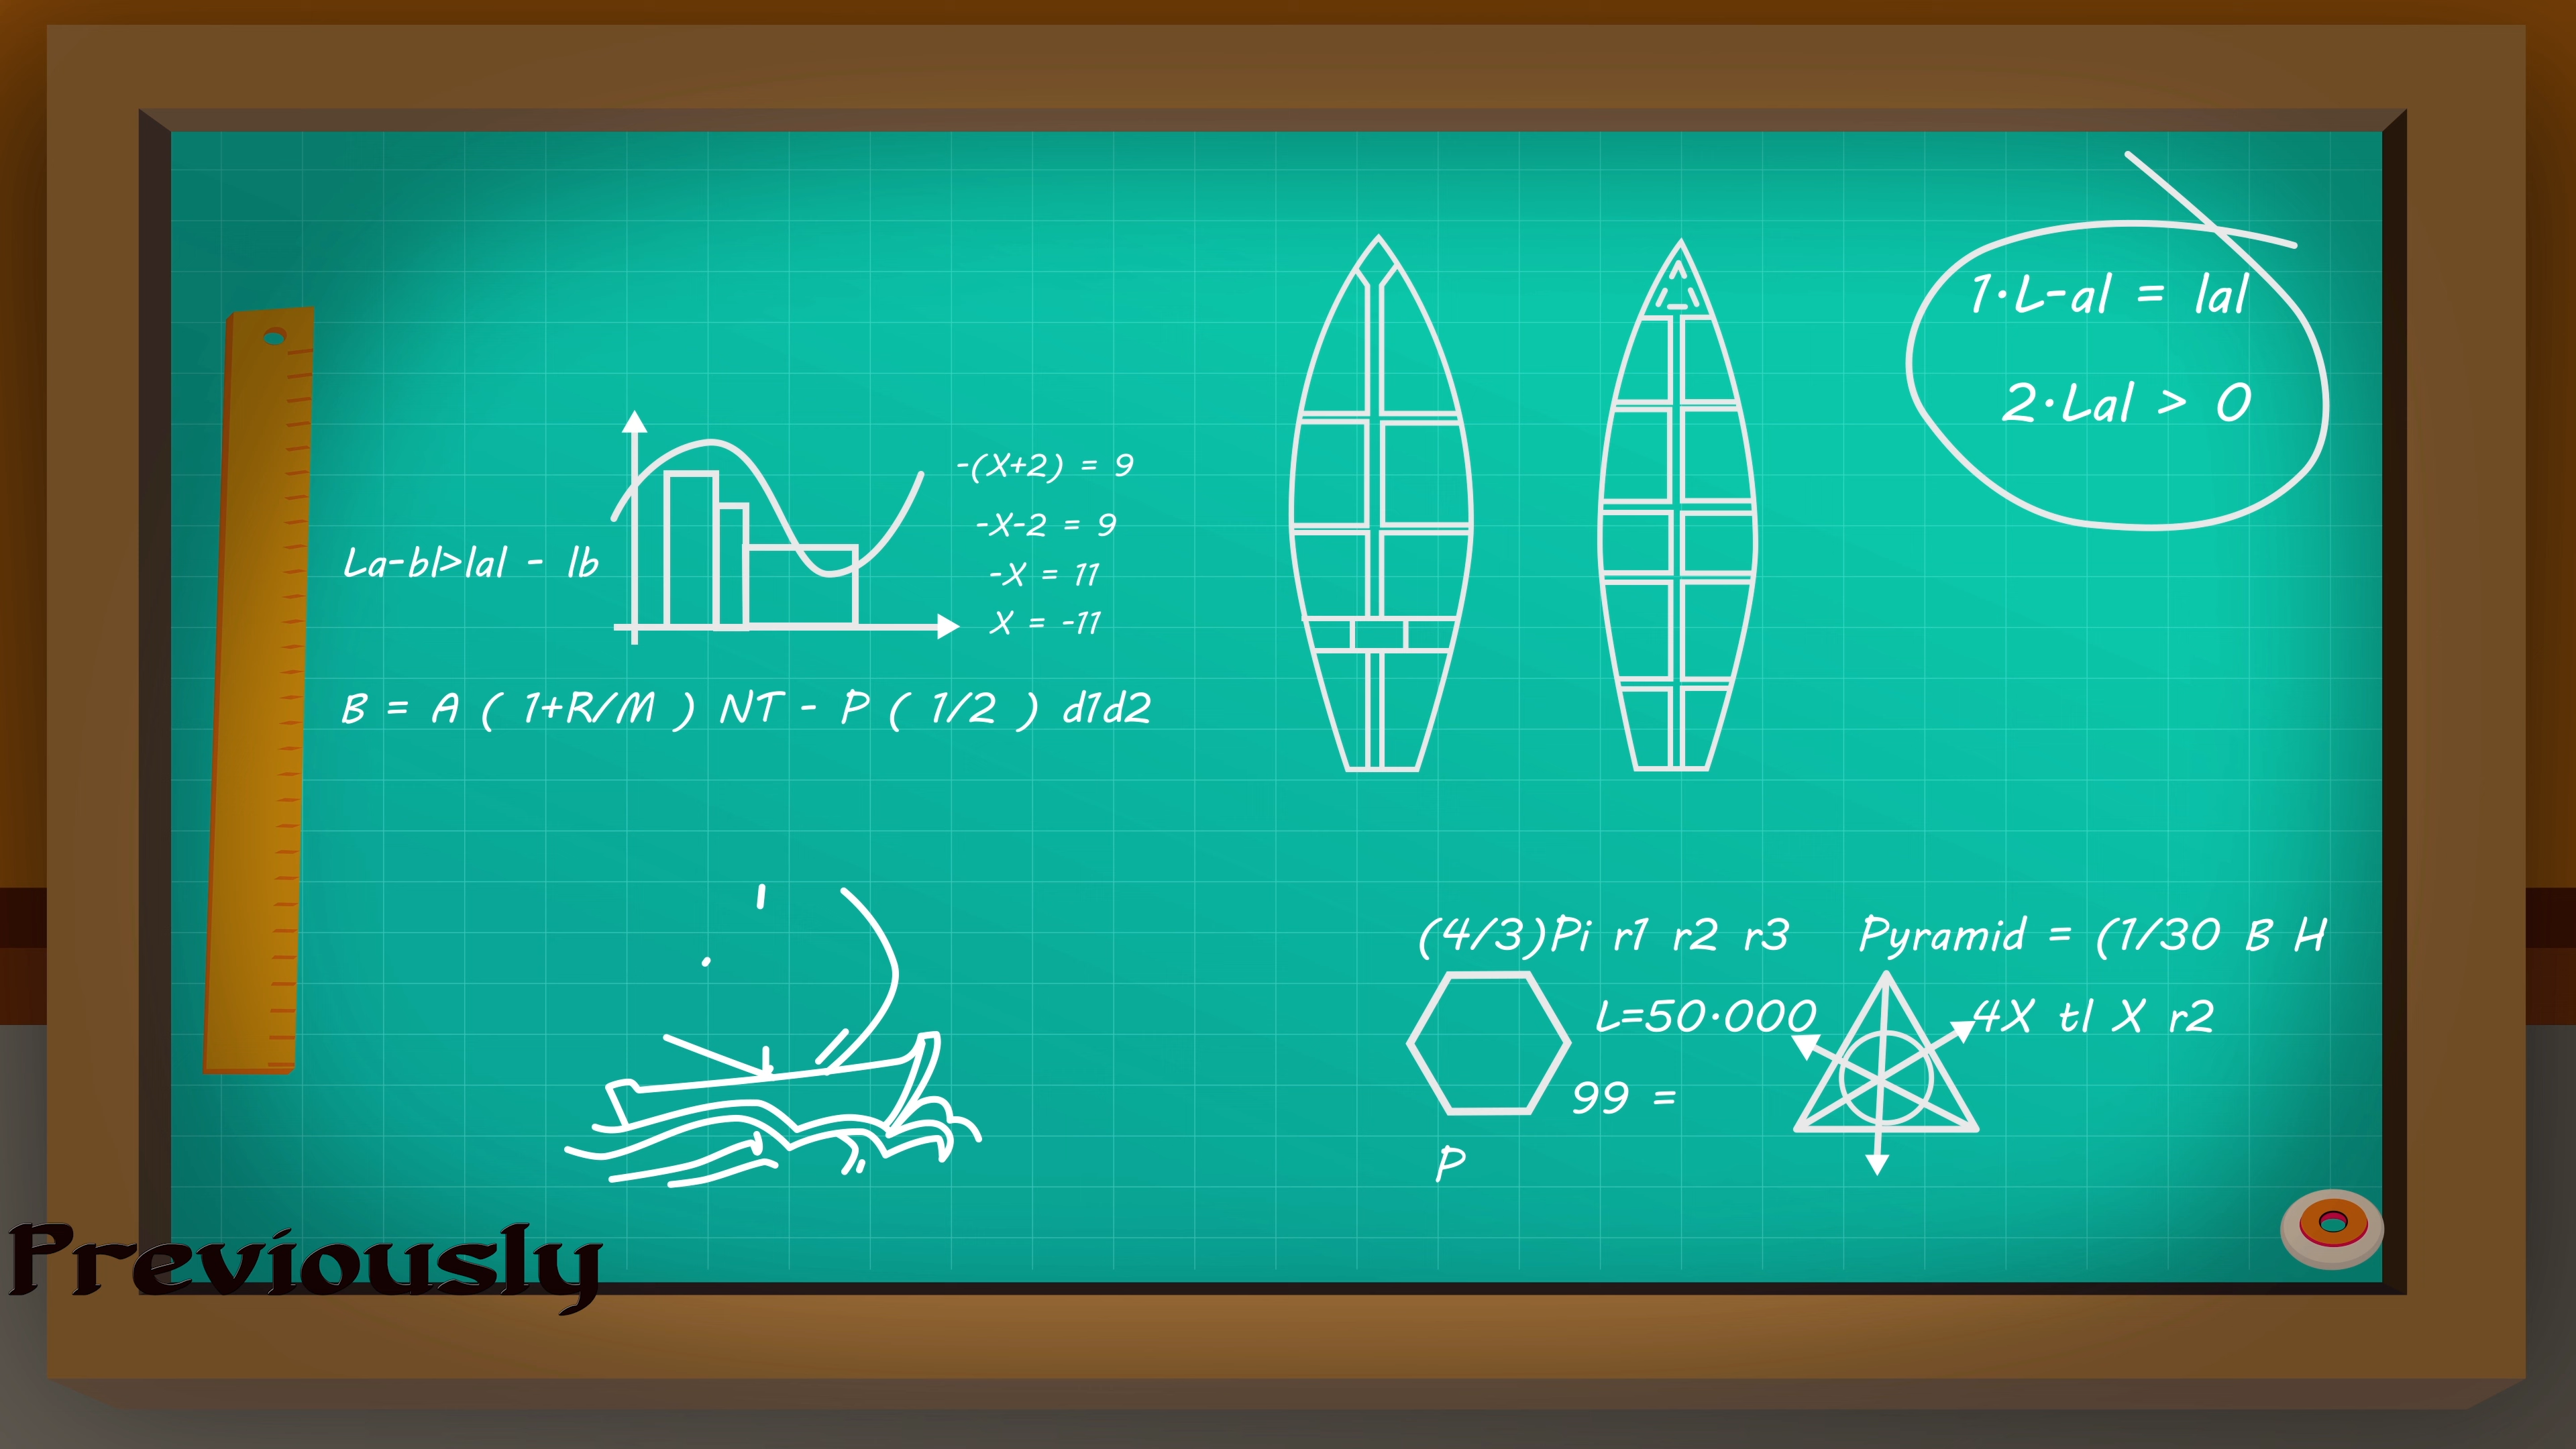 1·L-al = lal
2·Lal > 0
-(X+2) = 9
-X-2 = 9
-X = 11
X = -11
La-bl>lal - lb
B = A ( 1+R/M ) NT - P ( 1/2 ) d1d2
(4/3)Pi r1 r2 r3
Pyramid = (1/30 B H
L=50·000
4X tl X r2
99 =
P
Previously